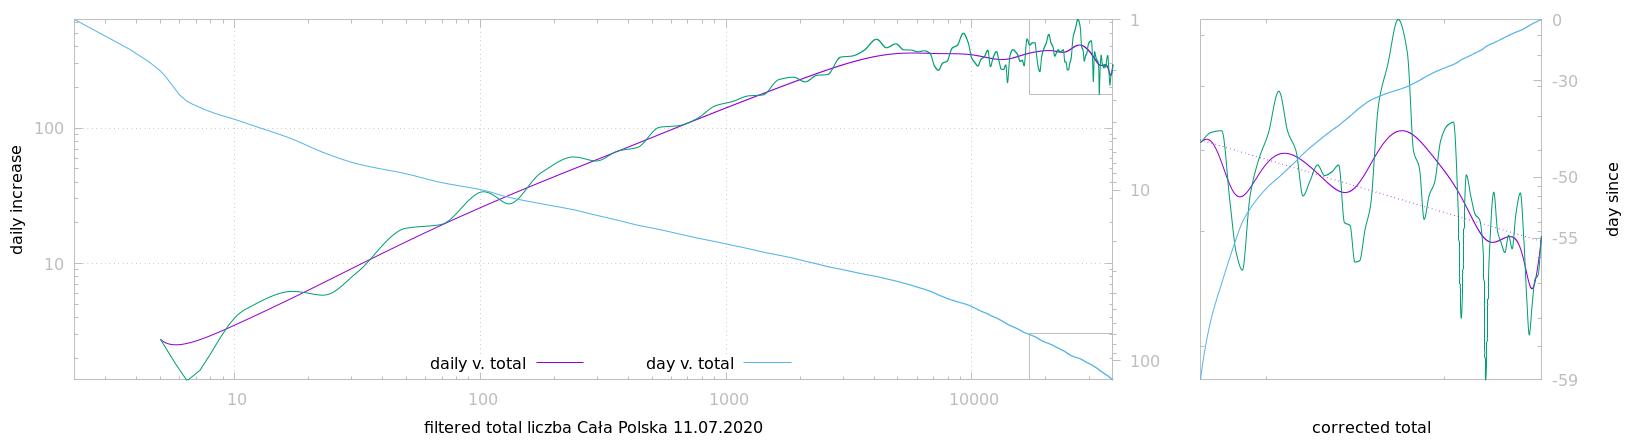 daily increase
100
10
daily v. total
day v. total
10
100
1000
10000
filtered total liczba Cała Polska 11.07.2020
1
10
100
0
-30
-50
-55
-59
day since
corrected total